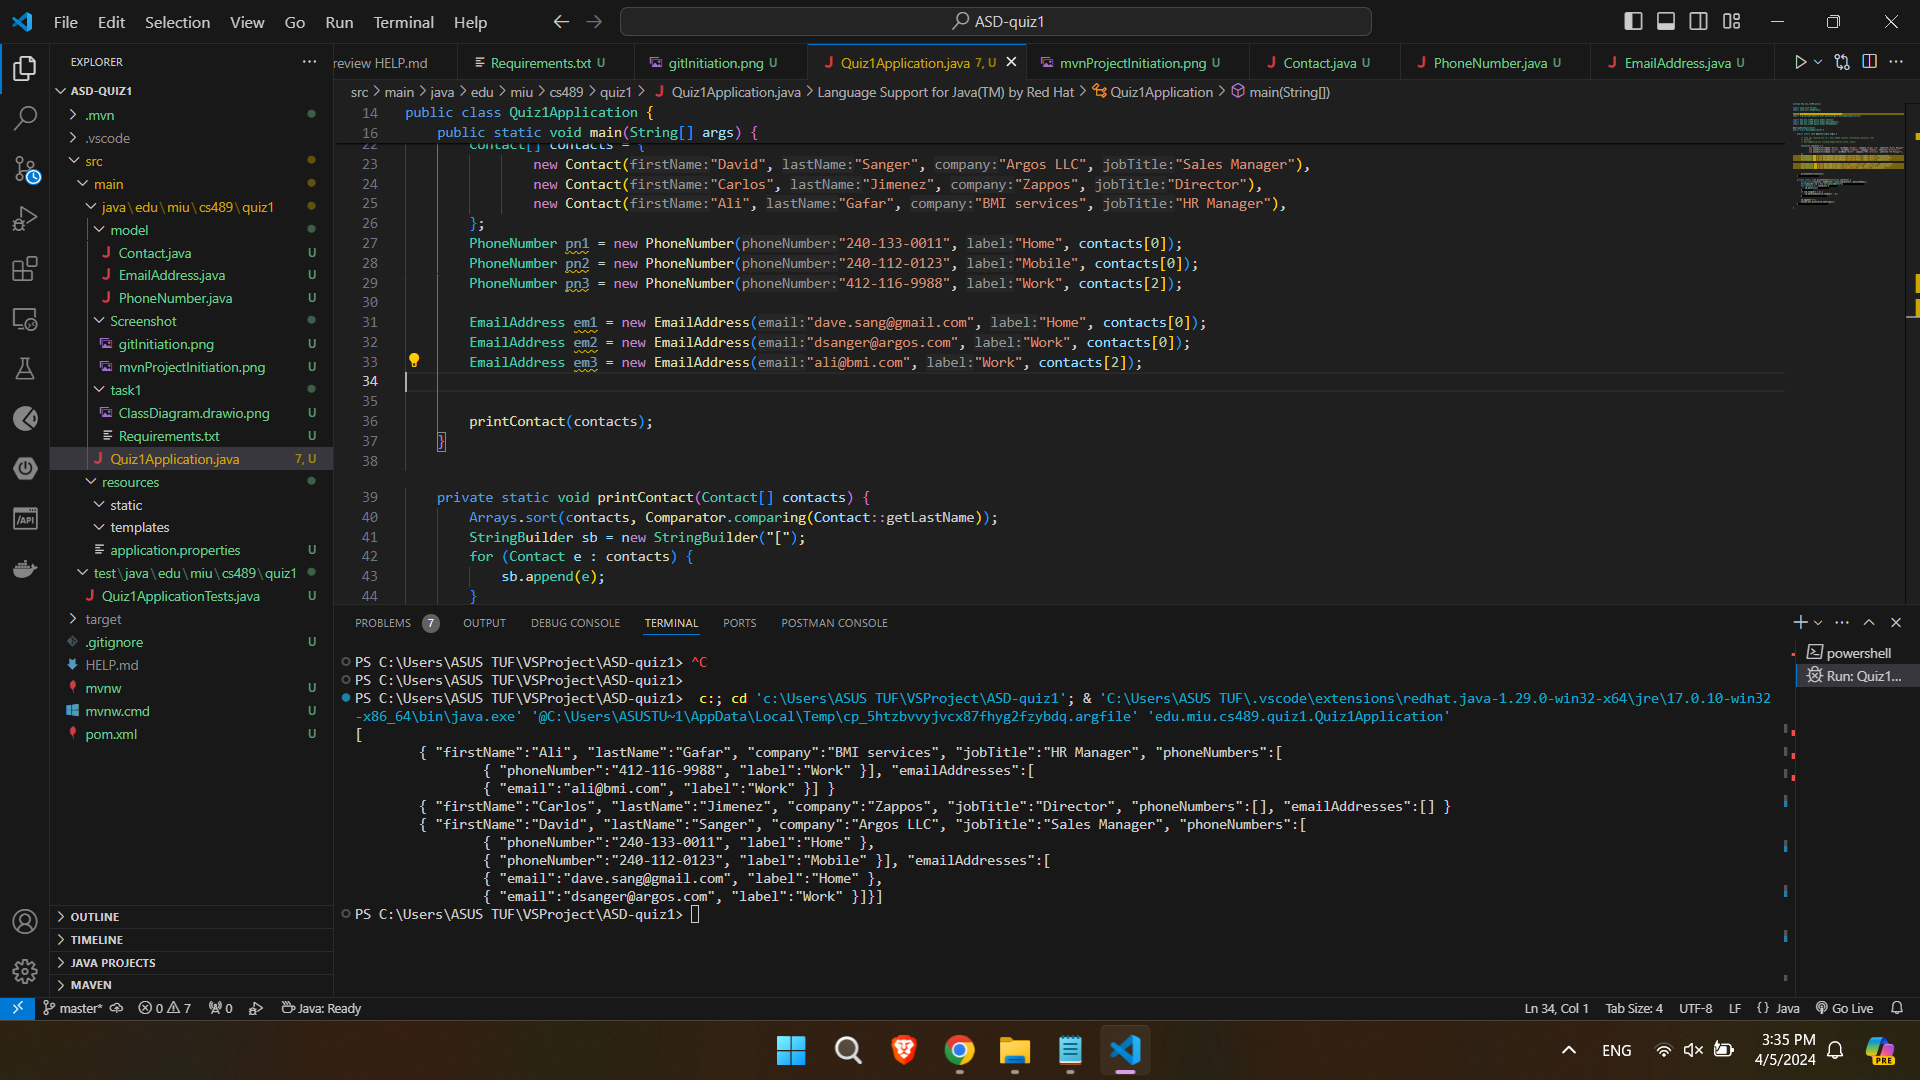 File Edit Selection View Go Run Terminal Help
ASD-quiz1
EXPLORER
review HELP.md
Requirements.txt U
gitInitiation.png U
Quiz1Application.java 7, U
mvnProjectInitiation.png U
Contact.java U
PhoneNumber.java U
EmailAddress.java U
src > main > java > edu > miu > cs489 > quiz1 > Quiz1Application.java > Language Support for Java(TM) by Red Hat > Quiz1Application > main(String[])
ASD-QUIZ1
.mvn
.vscode
src
main
java\edu\miu\cs489\quiz1
model
Contact.java U
EmailAddress.java U
PhoneNumber.java U
Screenshot
gitInitiation.png U
mvnProjectInitiation.png U
task1
ClassDiagram.drawio.png U
Requirements.txt U
Quiz1Application.java 7, U
resources
static
templates
application.properties U
test\java\edu\miu\cs489\quiz1
Quiz1ApplicationTests.java U
target
.gitignore U
HELP.md
mvnw U
mvnw.cmd U
pom.xml U
OUTLINE
TIMELINE
JAVA PROJECTS
MAVEN
14 public class Quiz1Application {
16 public static void main(String[] args) {
22 Contact[] contacts = {
23 new Contact(firstName:"David", lastName:"Sanger", company:"Argos LLC", jobTitle:"Sales Manager"),
24 new Contact(firstName:"Carlos", lastName:"Jimenez", company:"Zappos", jobTitle:"Director"),
25 new Contact(firstName:"Ali", lastName:"Gafar", company:"BMI services", jobTitle:"HR Manager"),
26 };
27 PhoneNumber pn1 = new PhoneNumber(phoneNumber:"240-133-0011", label:"Home", contacts[0]);
28 PhoneNumber pn2 = new PhoneNumber(phoneNumber:"240-112-0123", label:"Mobile", contacts[0]);
29 PhoneNumber pn3 = new PhoneNumber(phoneNumber:"412-116-9988", label:"Work", contacts[2]);
30
31 EmailAddress em1 = new EmailAddress(email:"dave.sang@gmail.com", label:"Home", contacts[0]);
32 EmailAddress em2 = new EmailAddress(email:"dsanger@argos.com", label:"Work", contacts[0]);
33 EmailAddress em3 = new EmailAddress(email:"ali@bmi.com", label:"Work", contacts[2]);
34
35
36 printContact(contacts);
37 }
38
39 private static void printContact(Contact[] contacts) {
40 Arrays.sort(contacts, Comparator.comparing(Contact::getLastName));
41 StringBuilder sb = new StringBuilder("[");
42 for (Contact e : contacts) {
43 sb.append(e);
44 }
PROBLEMS 7 OUTPUT DEBUG CONSOLE TERMINAL PORTS POSTMAN CONSOLE
powershell
Run: Quiz1...
PS C:\Users\ASUS TUF\VSProject\ASD-quiz1> ^C
PS C:\Users\ASUS TUF\VSProject\ASD-quiz1>
PS C:\Users\ASUS TUF\VSProject\ASD-quiz1> c:; cd 'c:\Users\ASUS TUF\VSProject\ASD-quiz1'; & 'C:\Users\ASUS TUF\.vscode\extensions\redhat.java-1.29.0-win32-x64\jre\17.0.10-win32
-x86_64\bin\java.exe' '@C:\Users\ASUSTU~1\AppData\Local\Temp\cp_5htzbvvyjvcx87fhyg2fzybdq.argfile' 'edu.miu.cs489.quiz1.Quiz1Application'
[
{ "firstName":"Ali", "lastName":"Gafar", "company":"BMI services", "jobTitle":"HR Manager", "phoneNumbers":[
{ "phoneNumber":"412-116-9988", "label":"Work" }], "emailAddresses":[
{ "email":"ali@bmi.com", "label":"Work" }] }
{ "firstName":"Carlos", "lastName":"Jimenez", "company":"Zappos", "jobTitle":"Director", "phoneNumbers":[], "emailAddresses":[] }
{ "firstName":"David", "lastName":"Sanger", "company":"Argos LLC", "jobTitle":"Sales Manager", "phoneNumbers":[
{ "phoneNumber":"240-133-0011", "label":"Home" },
{ "phoneNumber":"240-112-0123", "label":"Mobile" }], "emailAddresses":[
{ "email":"dave.sang@gmail.com", "label":"Home" },
{ "email":"dsanger@argos.com", "label":"Work" }]}]
PS C:\Users\ASUS TUF\VSProject\ASD-quiz1>
master* 0 7 0 Java: Ready
Ln 34, Col 1 Tab Size: 4 UTF-8 LF {} Java Go Live
ENG
3:35 PM
4/5/2024
PRE